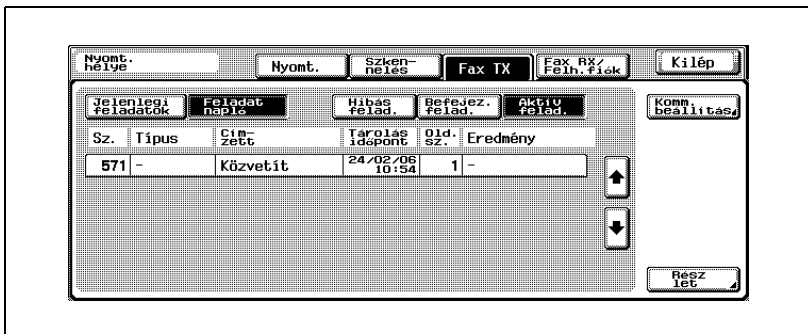 Nyomt.
helye
Nyomt.
Szken-
nelés
Fax TX
Fax RX/
Felh.fiók
Kilép
Jelenlegi
feladatok
Feladat
napló
Hibás
felad.
Befejez.
felad.
Aktív
felad.
Komm.
beállítás
Sz. Típus Cím-
zett Tárolás
időpont Old.
sz. Eredmény
571 - Közvetít 24/02/06
10:54 1 -
Rész
let